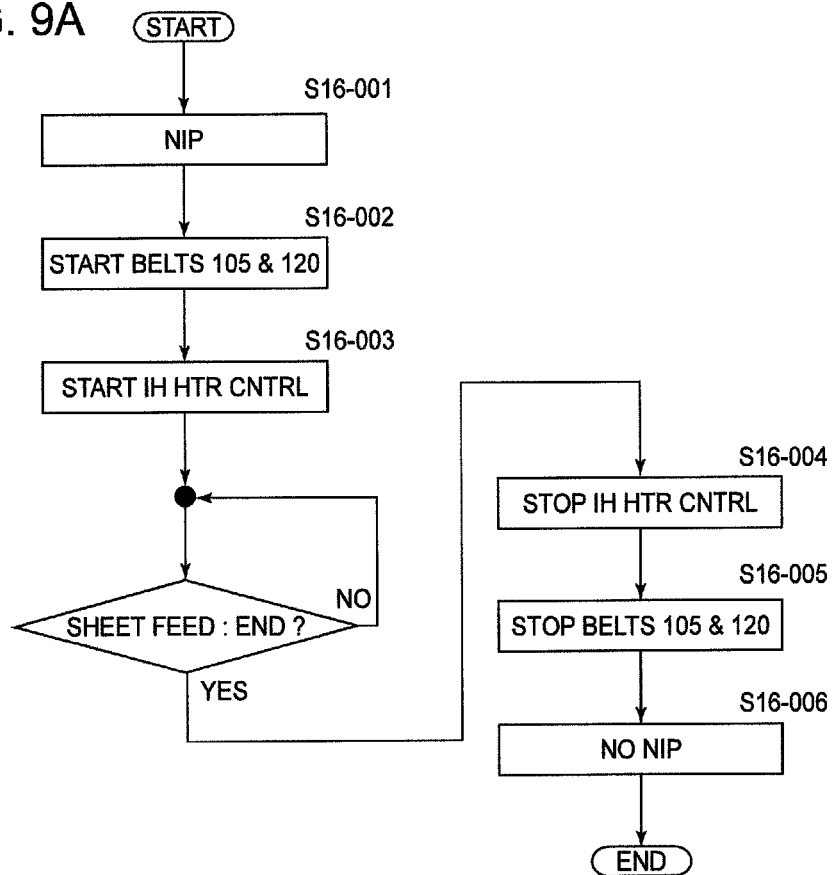 . 9A
START
S16-001
NIP
S16-002
START BELTS 105 & 120
S16-003
START IH HTR CNTRL
SHEET FEED : END ?
NO
YES
S16-004
STOP IH HTR CNTRL
S16-005
STOP BELTS 105 & 120
S16-006
NO NIP
END